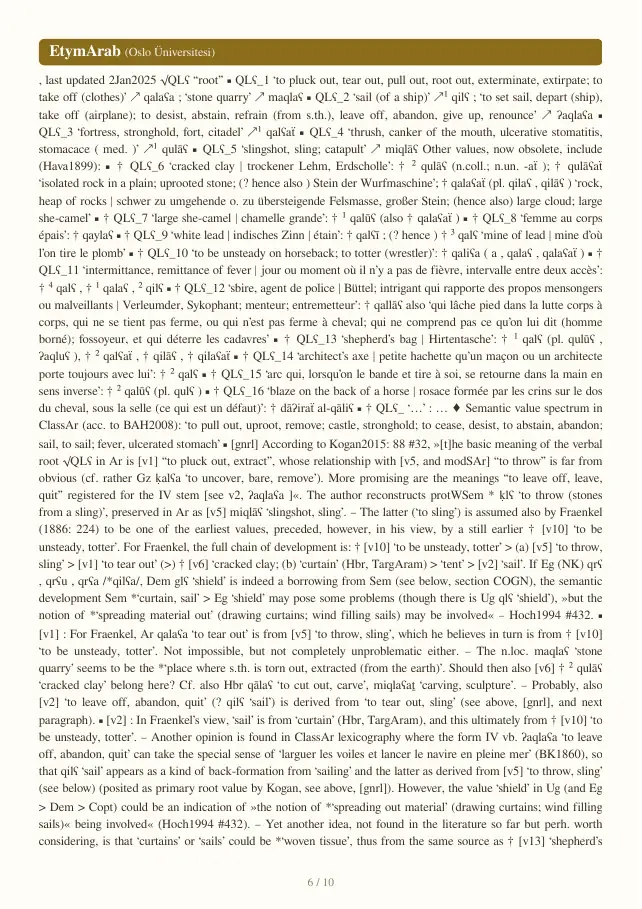 EtymArab (Oslo Üniversitesi)
, last updated 2Jan2025 √QLʕ “root” ▪ QLʕ_1 ‘to pluck out, tear out, pull out, root out, exterminate, extirpate; to
take off (clothes)’ ↗ qalaʕa ; ‘stone quarry’ ↗ maqlaʕ ▪ QLʕ_2 ‘sail (of a ship)’ ↗¹ qilʕ ; ‘to set sail, depart (ship),
take off (airplane); to desist, abstain, refrain (from s.th.), leave off, abandon, give up, renounce’ ↗ ʔaqlaʕa ▪
QLʕ_3 ‘fortress, stronghold, fort, citadel’ ↗¹ qalʕaẗ ▪ QLʕ_4 ‘thrush, canker of the mouth, ulcerative stomatitis,
stomacace ( med. )’ ↗¹ qulāʕ ▪ QLʕ_5 ‘slingshot, sling; catapult’ ↗ miqlāʕ Other values, now obsolete, include
(Hava1899): ▪ † QLʕ_6 ‘cracked clay | trockener Lehm, Erdscholle’: † ² qulāʕ (n.coll.; n.un. -aẗ ); † qulāʕaẗ
‘isolated rock in a plain; uprooted stone; (? hence also ) Stein der Wurfmaschine’; † qalaʕaẗ (pl. qilaʕ , qilāʕ ) ‘rock,
heap of rocks | schwer zu umgehende o. zu übersteigende Felsmasse, großer Stein; (hence also) large cloud; large
she-camel’ ▪ † QLʕ_7 ‘large she-camel | chamelle grande’: † ¹ qalūʕ (also † qalaʕaẗ ) ▪ † QLʕ_8 ‘femme au corps
épais’: † qaylaʕ ▪ † QLʕ_9 ‘white lead | indisches Zinn | étain’: † qalʕī ; (? hence ) † ³ qalʕ ‘mine of lead | mine d’où
l’on tire le plomb’ ▪ † QLʕ_10 ‘to be unsteady on horseback; to totter (wrestler)’: † qaliʕa ( a , qalaʕ , qalaʕaẗ ) ▪ †
QLʕ_11 ‘intermittance, remittance of fever | jour ou moment où il n’y a pas de fièvre, intervalle entre deux accès’:
† ⁴ qalʕ , † ¹ qalaʕ , ² qilʕ ▪ † QLʕ_12 ‘sbire, agent de police | Büttel; intrigant qui rapporte des propos mensongers
ou malveillants | Verleumder, Sykophant; menteur; entremetteur’: † qallāʕ also ‘qui lâche pied dans la lutte corps à
corps, qui ne se tient pas ferme, ou qui n’est pas ferme à cheval; qui ne comprend pas ce qu’on lui dit (homme
borné); fossoyeur, et qui déterre les cadavres’ ▪ † QLʕ_13 ‘shepherd’s bag | Hirtentasche’: † ¹ qalʕ (pl. qulūʕ ,
ʔaqluʕ ), † ² qalʕaẗ , † qilāʕ , † qilaʕaẗ ▪ † QLʕ_14 ‘architect’s axe | petite hachette qu’un maçon ou un architecte
porte toujours avec lui’: † ² qalʕ ▪ † QLʕ_15 ‘arc qui, lorsqu’on le bande et tire à soi, se retourne dans la main en
sens inverse’: † ² qalūʕ (pl. qulʕ ) ▪ † QLʕ_16 ‘blaze on the back of a horse | rosace formée par les crins sur le dos
du cheval, sous la selle (ce qui est un défaut)’: † dāʔiraẗ al-qāliʕ ▪ † QLʕ_ ‘…’ : … ♦ Semantic value spectrum in
ClassAr (acc. to BAH2008): ‘to pull out, uproot, remove; castle, stronghold; to cease, desist, to abstain, abandon;
sail, to sail; fever, ulcerated stomach’ ▪ [gnrl] According to Kogan2015: 88 #32, »[t]he basic meaning of the verbal
root √QLʕ in Ar is [v1] “to pluck out, extract”, whose relationship with [v5, and modSAr] “to throw” is far from
obvious (cf. rather Gz ḳalʕa ‘to uncover, bare, remove’). More promising are the meanings “to leave off, leave,
quit” registered for the IV stem [see v2, ʔaqlaʕa ]«. The author reconstructs protWSem * ḳlʕ ‘to throw (stones
from a sling)’, preserved in Ar as [v5] miqlāʕ ‘slingshot, sling’. – The latter (‘to sling’) is assumed also by Fraenkel
(1886: 224) to be one of the earliest values, preceded, however, in his view, by a still earlier † [v10] ‘to be
unsteady, totter’. For Fraenkel, the full chain of development is: † [v10] ‘to be unsteady, totter’ > (a) [v5] ‘to throw,
sling’ > [v1] ‘to tear out’ (>) † [v6] ‘cracked clay; (b) ‘curtain’ (Hbr, TargAram) > ‘tent’ > [v2] ‘sail’. If Eg (NK) qrʕ
, qrʕu , qrʕa /*qilʕa/, Dem glʕ ‘shield’ is indeed a borrowing from Sem (see below, section COGN), the semantic
development Sem *‘curtain, sail’ > Eg ‘shield’ may pose some problems (though there is Ug qlʕ ‘shield’), »but the
notion of *‘spreading material out’ (drawing curtains; wind filling sails) may be involved« – Hoch1994 #432. ▪
[v1] : For Fraenkel, Ar qalaʕa ‘to tear out’ is from [v5] ‘to throw, sling’, which he believes in turn is from † [v10]
‘to be unsteady, totter’. Not impossible, but not completely unproblematic either. – The n.loc. maqlaʕ ‘stone
quarry’ seems to be the *‘place where s.th. is torn out, extracted (from the earth)’. Should then also [v6] † ² qulāʕ
‘cracked clay’ belong here? Cf. also Hbr qālaʕ ‘to cut out, carve’, miqlaʕaṯ ‘carving, sculpture’. – Probably, also
[v2] ‘to leave off, abandon, quit’ (? qilʕ ‘sail’) is derived from ‘to tear out, sling’ (see above, [gnrl], and next
paragraph). ▪ [v2] : In Fraenkel’s view, ‘sail’ is from ‘curtain’ (Hbr, TargAram), and this ultimately from † [v10] ‘to
be unsteady, totter’. – Another opinion is found in ClassAr lexicography where the form IV vb. ʔaqlaʕa ‘to leave
off, abandon, quit’ can take the special sense of ‘larguer les voiles et lancer le navire en pleine mer’ (BK1860), so
that qilʕ ‘sail’ appears as a kind of back-formation from ‘sailing’ and the latter as derived from [v5] ‘to throw, sling’
(see below) (posited as primary root value by Kogan, see above, [gnrl]). However, the value ‘shield’ in Ug (and Eg
> Dem > Copt) could be an indication of »the notion of *‘spreading out material’ (drawing curtains; wind filling
sails)« being involved« (Hoch1994 #432). – Yet another idea, not found in the literature so far but perh. worth
considering, is that ‘curtains’ or ‘sails’ could be *‘woven tissue’, thus from the same source as † [v13] ‘shepherd’s
6 / 10